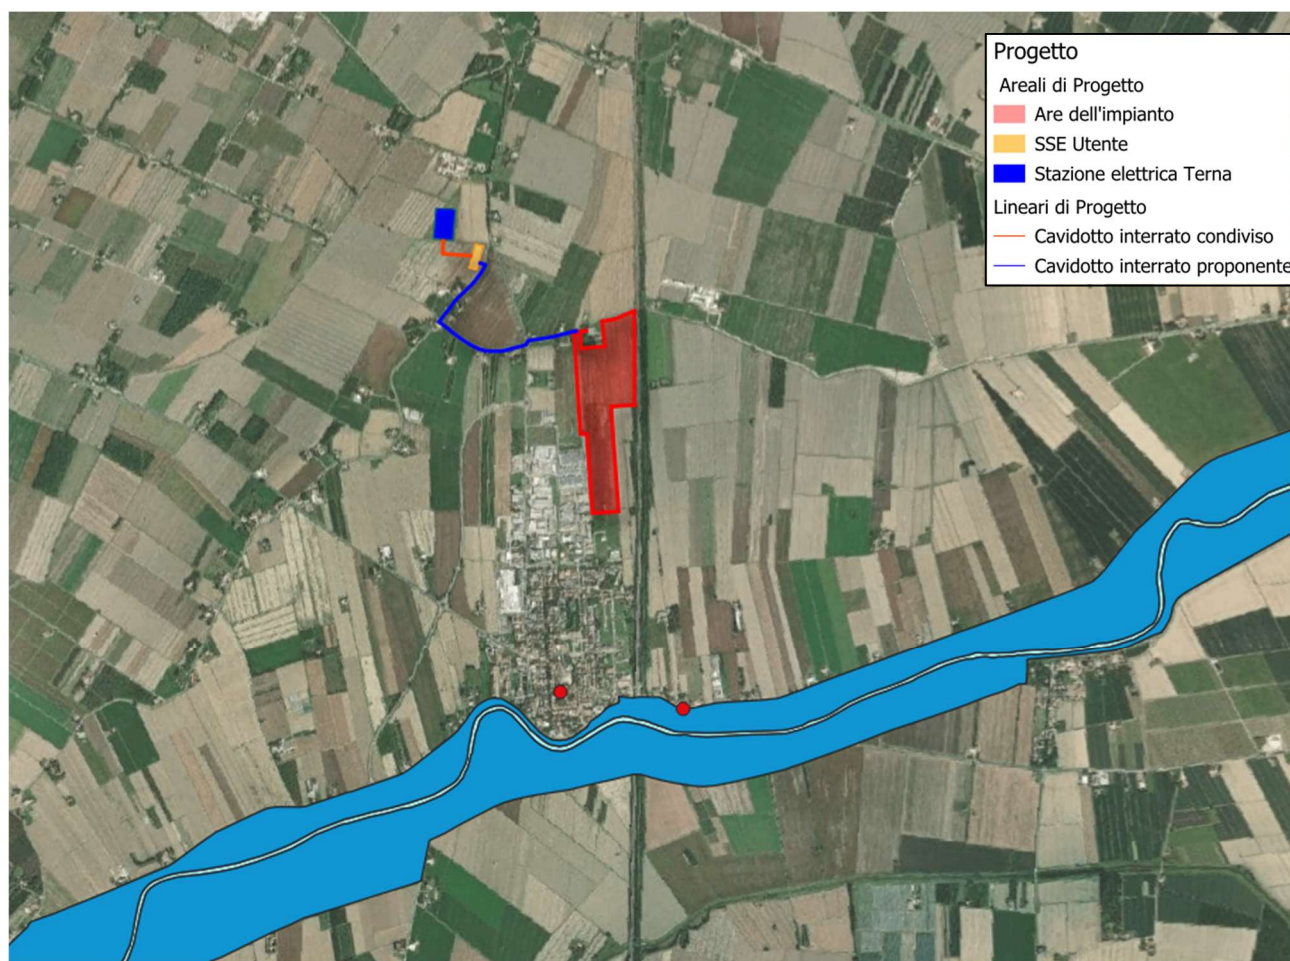 Progetto
Areali di Progetto
Are dell'impianto
SSE Utente
Stazione elettrica Terna
Lineari di Progetto
Cavidotto interrato condiviso
Cavidotto interrato proponente